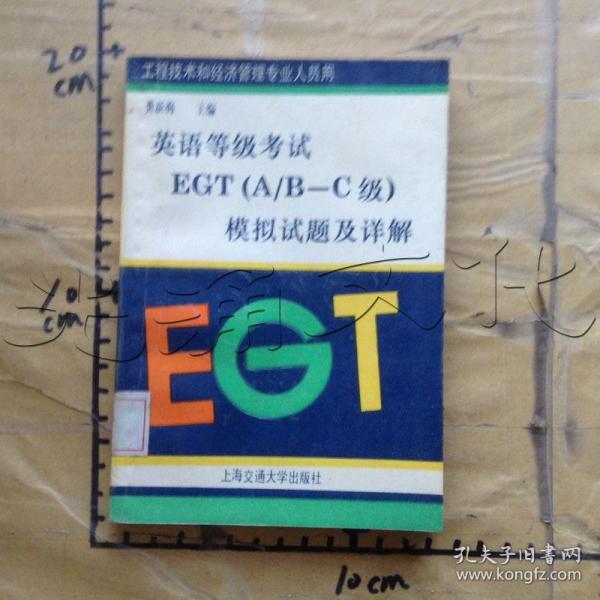 20
cm
工程技术和经济管理专业人员用
主编
英语等级考试
EGT (A/B—C级)
模拟试题及详解
10
cm
EGT
上海交通大学出版社
10cm
孔夫子旧书网
www.kongfz.com